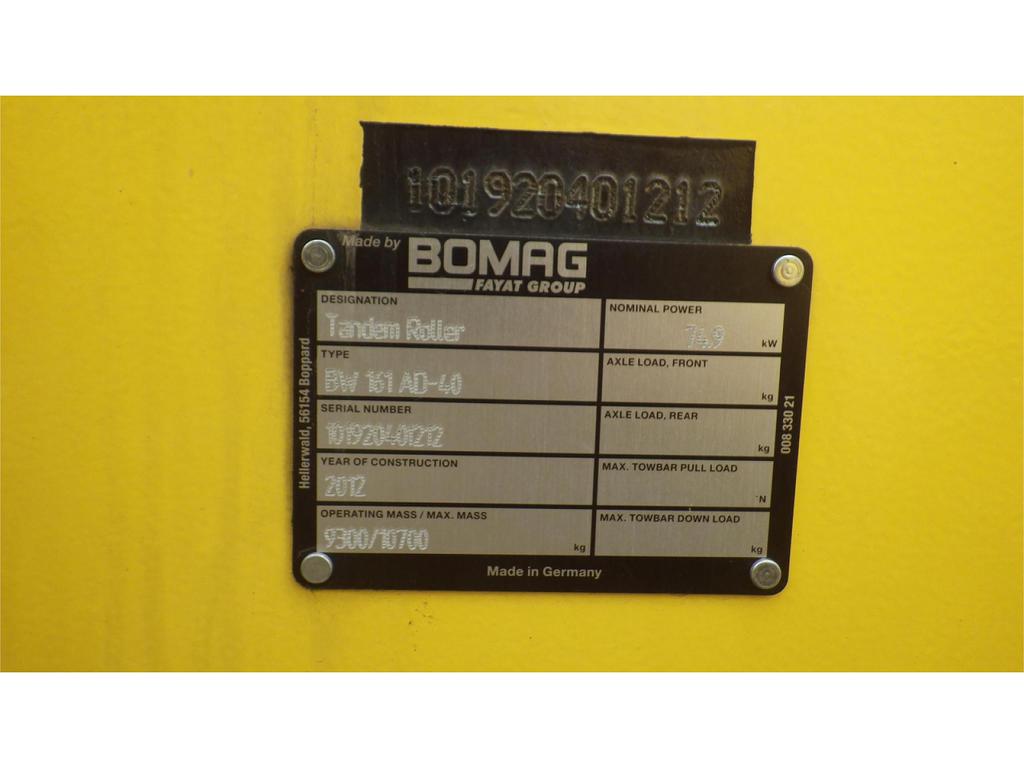 101920401212
Made by BOMAG
FAYAT GROUP
DESIGNATION
Tandem Roller
NOMINAL POWER
74.9 kW
TYPE
BW 161 AD-40
AXLE LOAD, FRONT
kg
SERIAL NUMBER
101920401212
AXLE LOAD, REAR
kg
YEAR OF CONSTRUCTION
2012
MAX. TOWBAR PULL LOAD
N
OPERATING MASS / MAX. MASS
9300/10700 kg
MAX. TOWBAR DOWN LOAD
kg
Made in Germany
Hellerwald, 56154 Boppard
008 330 21